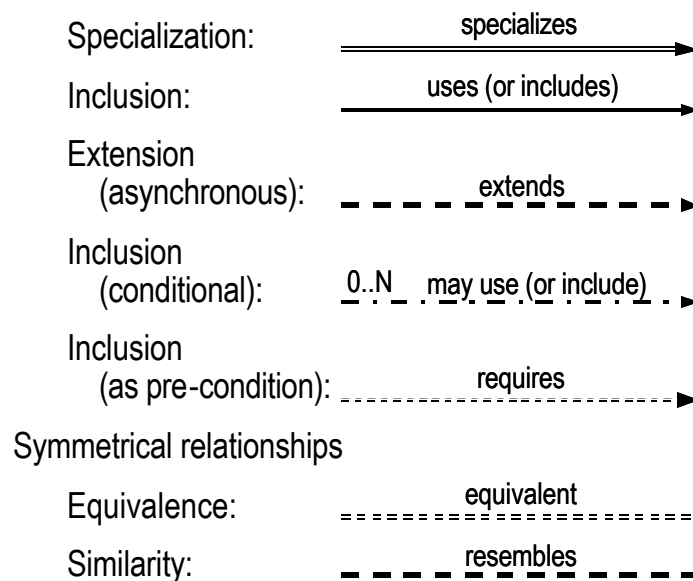 Specialization: specializes
Inclusion: uses (or includes)
Extension
(asynchronous): extends
Inclusion
(conditional): 0..N may use (or include)
Inclusion
(as pre-condition): requires
Symmetrical relationships
Equivalence: equivalent
Similarity: resembles